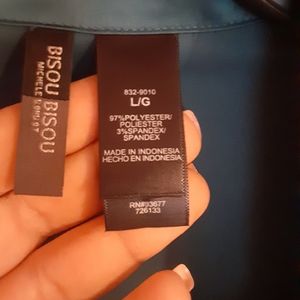 BISOU BISOU
MICHELE BOHBOT
832-9010
L/G
97%POLYESTER/
POLIESTER
3%SPANDEX/
SPANDEX
MADE IN INDONESIA
HECHO EN INDONESIA
RN#93677
726133